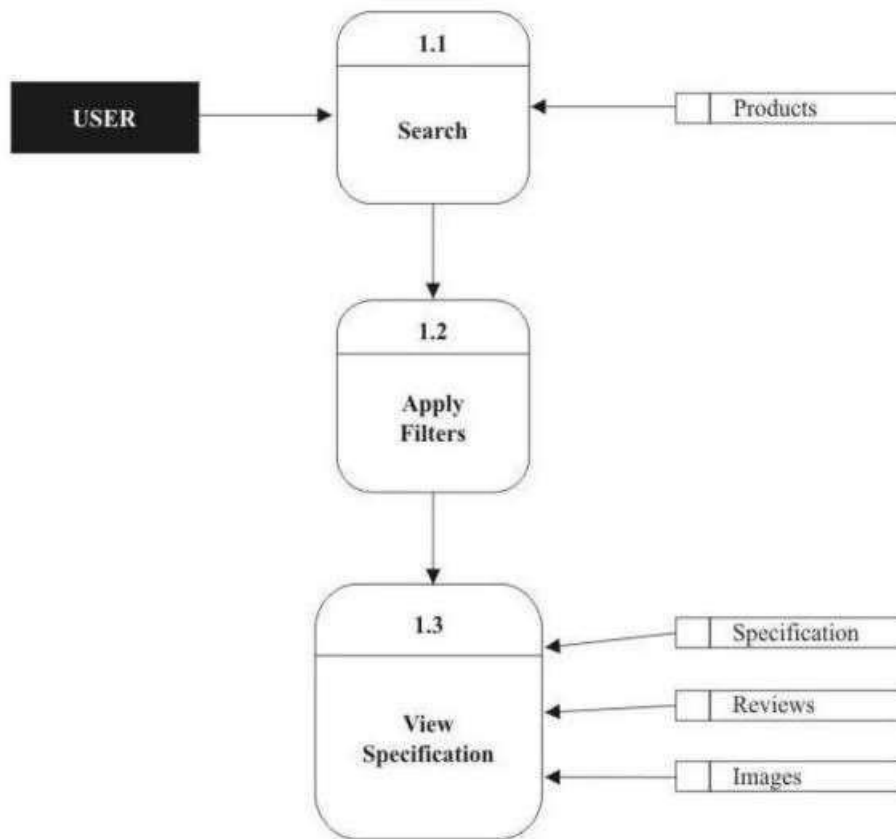 1.1
USER
Search
Products
1.2
Apply
Filters
1.3
View
Specification
Specification
Reviews
Images